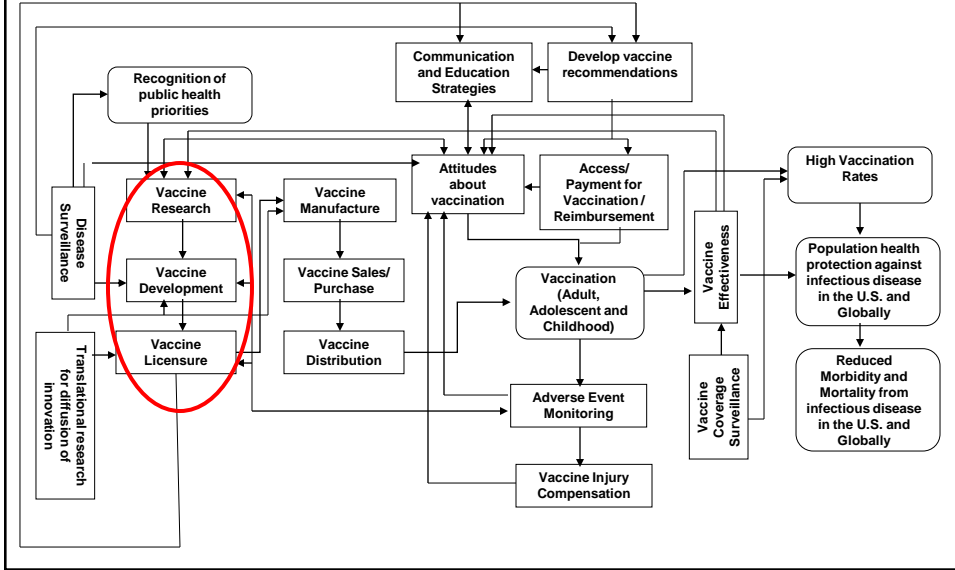 Communication
and Education
Strategies
Develop vaccine
recommendations
Recognition of
public health
priorities
Disease
Surveillance
Vaccine
Research
Vaccine
Manufacture
Attitudes
about
vaccination
Access/
Payment for
Vaccination /
Reimbursement
High Vaccination
Rates
Vaccine
Development
Vaccine Sales/
Purchase
Vaccination
(Adult,
Adolescent and
Childhood)
Vaccine
Effectiveness
Population health
protection against
infectious disease
in the U.S. and
Globally
Translational research
for diffusion of
innovation
Vaccine
Licensure
Vaccine
Distribution
Adverse Event
Monitoring
Vaccine
Coverage
Surveillance
Reduced
Morbidity and
Mortality from
infectious disease
in the U.S. and
Globally
Vaccine Injury
Compensation